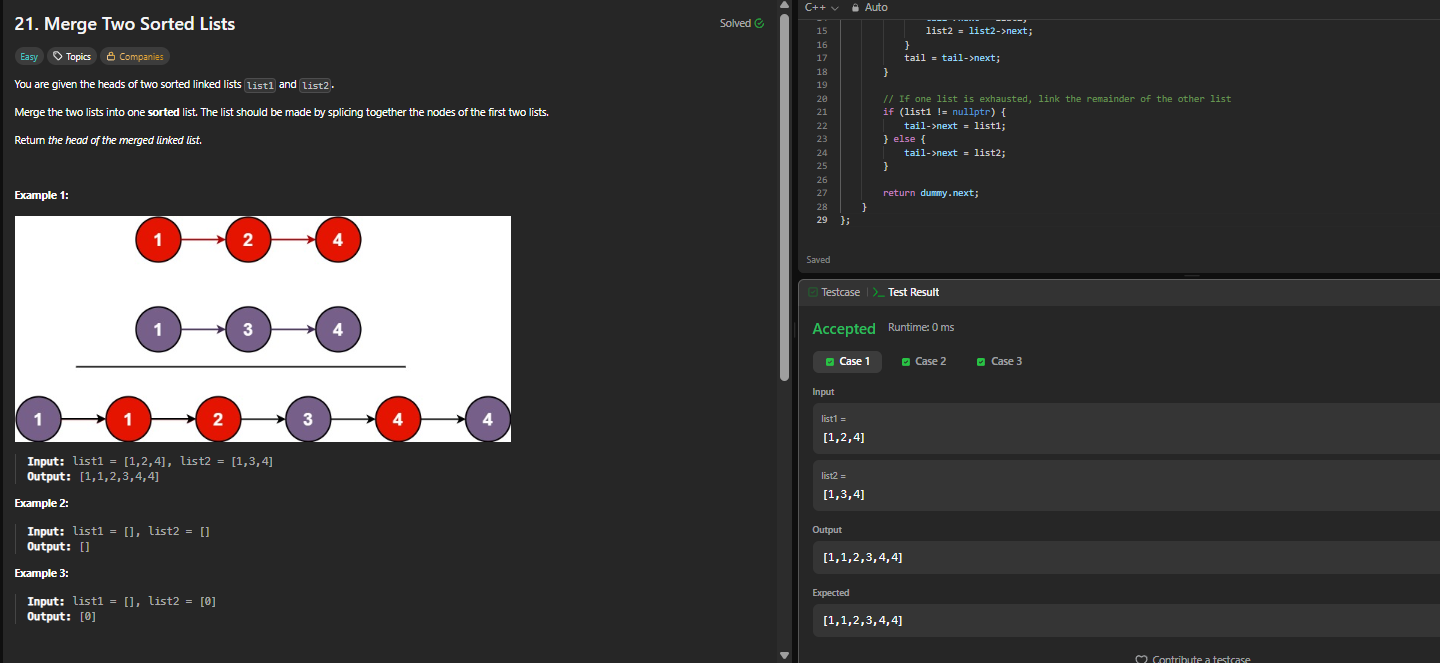 21. Merge Two Sorted Lists
Solved
Easy
Topics
Companies
You are given the heads of two sorted linked lists list1 and list2.
Merge the two lists into one sorted list. The list should be made by splicing together the nodes of the first two lists.
Return the head of the merged linked list.
Example 1:
1 2 4
1 3 4
1 1 2 3 4 4
Input: list1 = [1,2,4], list2 = [1,3,4]
Output: [1,1,2,3,4,4]
Example 2:
Input: list1 = [], list2 = []
Output: []
Example 3:
Input: list1 = [], list2 = [0]
Output: [0]
C++
Auto
15 list2 = list2->next;
16 }
17 tail = tail->next;
18 }
19
20 // If one list is exhausted, link the remainder of the other list
21 if (list1 != nullptr) {
22 tail->next = list1;
23 } else {
24 tail->next = list2;
25 }
26
27 return dummy.next;
28 }
29 };
Saved
Testcase
Test Result
Accepted Runtime: 0 ms
Case 1 Case 2 Case 3
Input
list1 =
[1,2,4]
list2 =
[1,3,4]
Output
[1,1,2,3,4,4]
Expected
[1,1,2,3,4,4]
Contribute a testcase